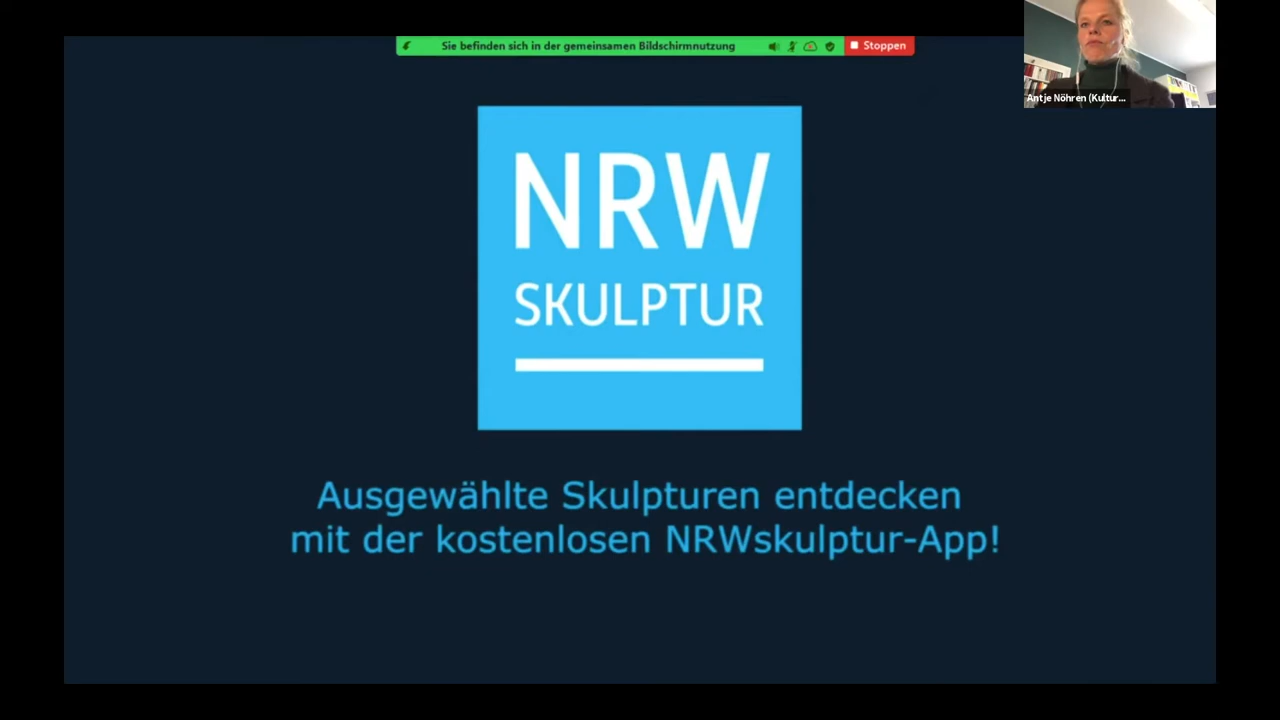 Sie befinden sich in der gemeinsamen Bildschirmnutzung
Stoppen
Antje Nöhren (Kultur...
NRW
SKULPTUR
Ausgewählte Skulpturen entdecken
mit der kostenlosen NRWskulptur-App!